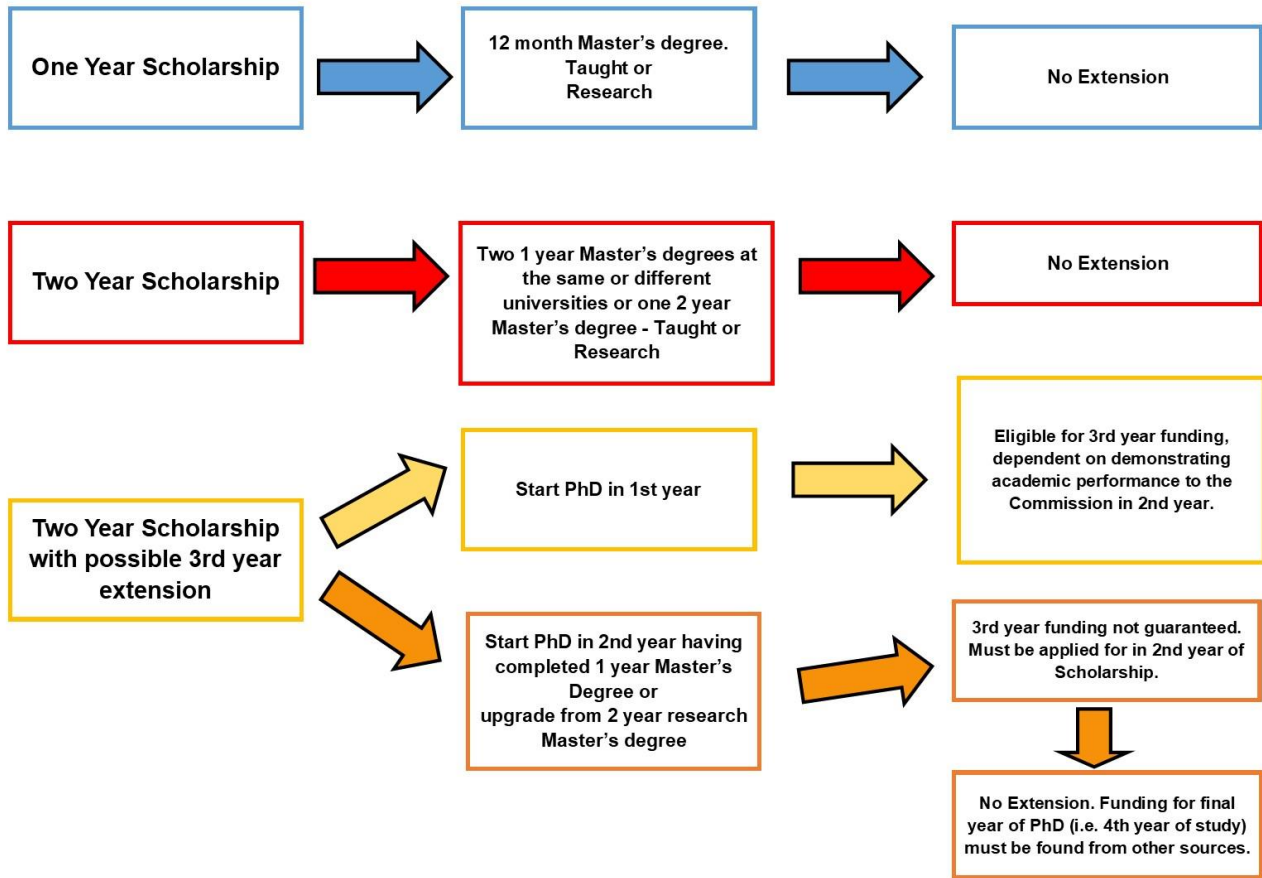 One Year Scholarship
12 month Master's degree.
Taught or
Research
No Extension
Two Year Scholarship
Two 1 year Master's degrees at
the same or different
universities or one 2 year
Master's degree - Taught or
Research
No Extension
Two Year Scholarship
with possible 3rd year
extension
Start PhD in 1st year
Eligible for 3rd year funding,
dependent on demonstrating
academic performance to the
Commission in 2nd year.
Start PhD in 2nd year having
completed 1 year Master's
Degree or
upgrade from 2 year research
Master's degree
3rd year funding not guaranteed.
Must be applied for in 2nd year of
Scholarship.
No Extension. Funding for final
year of PhD (i.e. 4th year of study)
must be found from other sources.